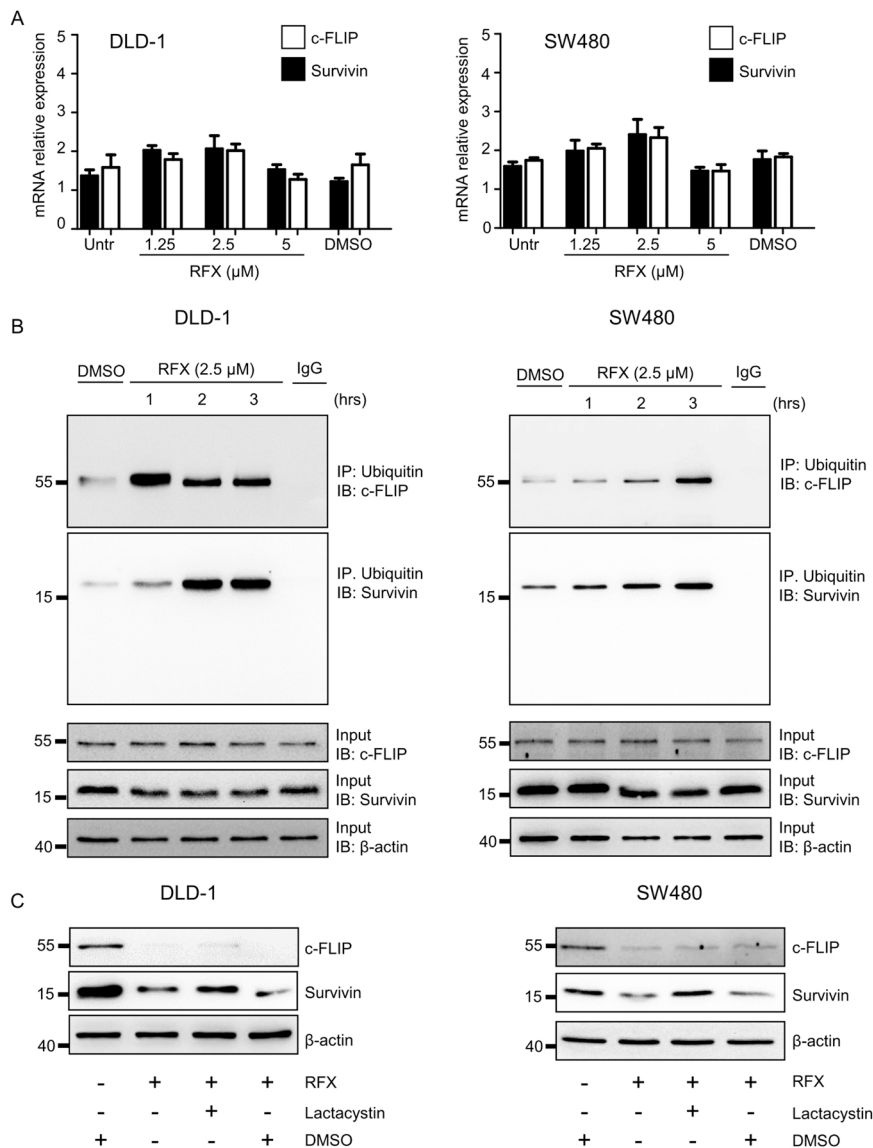 A
DLD-1
c-FLIP
Survivin
mRNA relative expression
5
4
3
2
1
0
Untr
1.25
2.5
5
DMSO
RFX (µM)
SW480
c-FLIP
Survivin
mRNA relative expression
5
4
3
2
1
0
Untr
1.25
2.5
5
DMSO
RFX (µM)
B
DLD-1
DMSO
RFX (2.5 µM)
IgG
1
2
3
(hrs)
55
IP: Ubiquitin
IB: c-FLIP
15
IP. Ubiquitin
IB: Survivin
55
Input
IB: c-FLIP
15
Input
IB: Survivin
40
Input
IB: β-actin
SW480
DMSO
RFX (2.5 µM)
IgG
1
2
3
(hrs)
55
IP: Ubiquitin
IB: c-FLIP
15
IP. Ubiquitin
IB: Survivin
55
Input
IB: c-FLIP
15
Input
IB: Survivin
40
Input
IB: β-actin
C
DLD-1
55
c-FLIP
15
Survivin
40
β-actin
- + + + RFX
- - + - Lactacystin
+ - - + DMSO
SW480
55
c-FLIP
15
Survivin
40
β-actin
- + + + RFX
- - + - Lactacystin
+ - - + DMSO